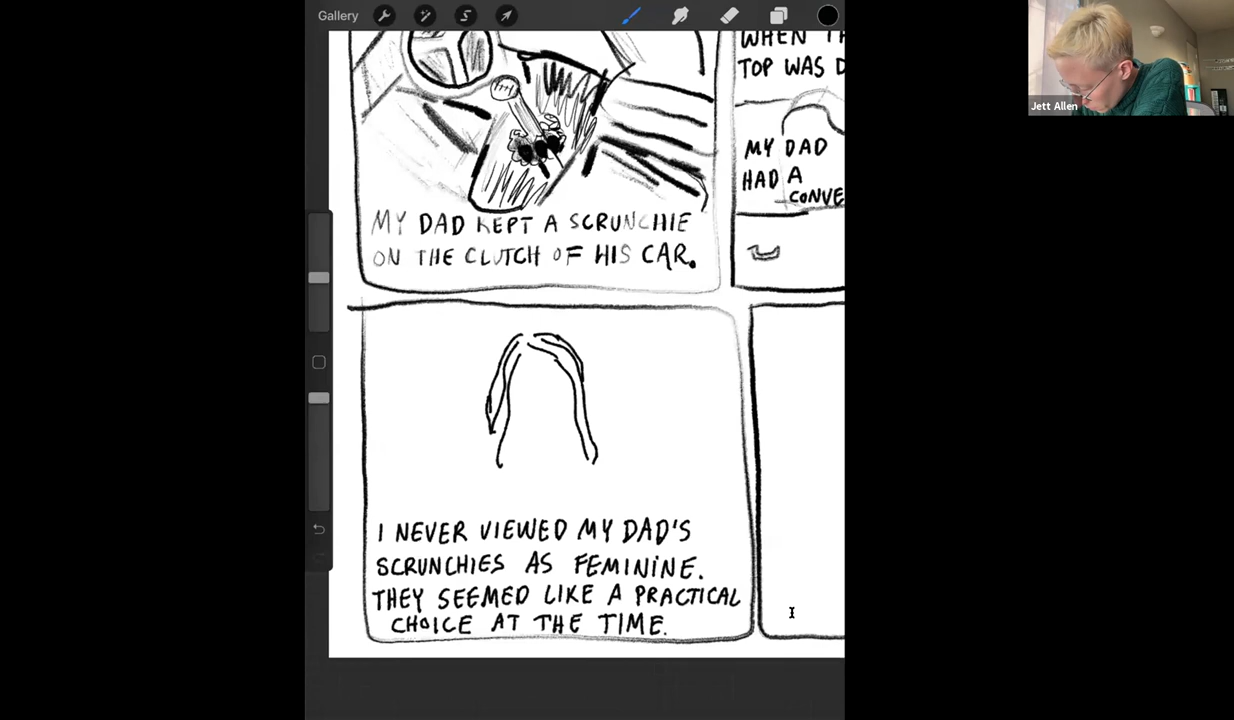 Gallery
WHEN
TOP WAS D
MY DAD
HAD A
CONVE
MY DAD KEPT A SCRUNCHIE
ON THE CLUTCH OF HIS CAR.
I NEVER VIEWED MY DAD'S
SCRUNCHIES AS FEMININE.
THEY SEEMED LIKE A PRACTICAL
CHOICE AT THE TIME.
Jett Allen